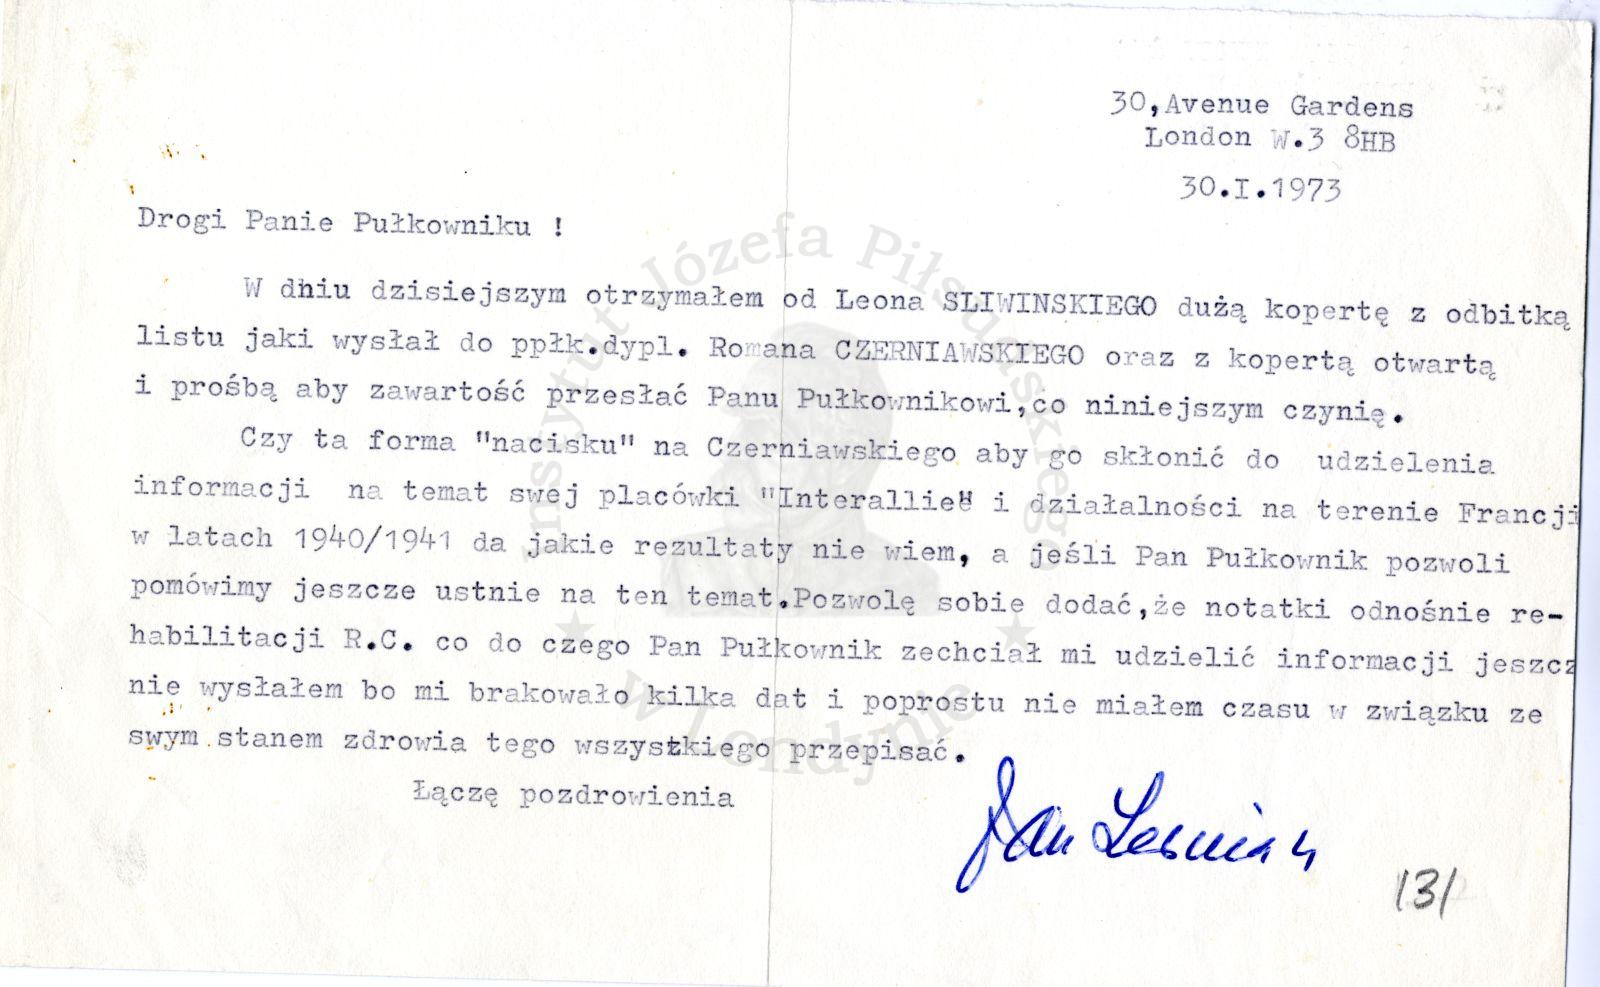 30,Avenue Gardens
London W.3 8HB
30.I.1973
Drogi Panie Pułkowniku !
W dniu dzisiejszym otrzymałem od Leona SLIWINSKIEGO dużą kopertę z odbitką
listu jaki wysłał do ppłk.dypl. Romana CZERNIAWSKIEGO oraz z kopertą otwartą
i prośbą aby zawartość przesłać Panu Pułkownikowi,co niniejszym czynię.
Czy ta forma "nacisku" na Czerniawskiego aby go skłonić do udzielenia
informacji na temat swej placówki "Interallie" i działalności na terenie Francji
w latach 1940/1941 da jakie rezultaty nie wiem, a jeśli Pan Pułkownik pozwoli
pomówimy jeszcze ustnie na ten temat.Pozwolę sobie dodać,że notatki odnośnie re-
habilitacji R.C. co do czego Pan Pułkownik zechciał mi udzielić informacji jeszcz
nie wysłałem bo mi brakowało kilka dat i poprostu nie miałem czasu w związku ze
swym stanem zdrowia tego wszystkiego przepisać.
Łączę pozdrowienia
Jan Leśniak
131
Instytut Józefa Piłsudskiego
w Londynie